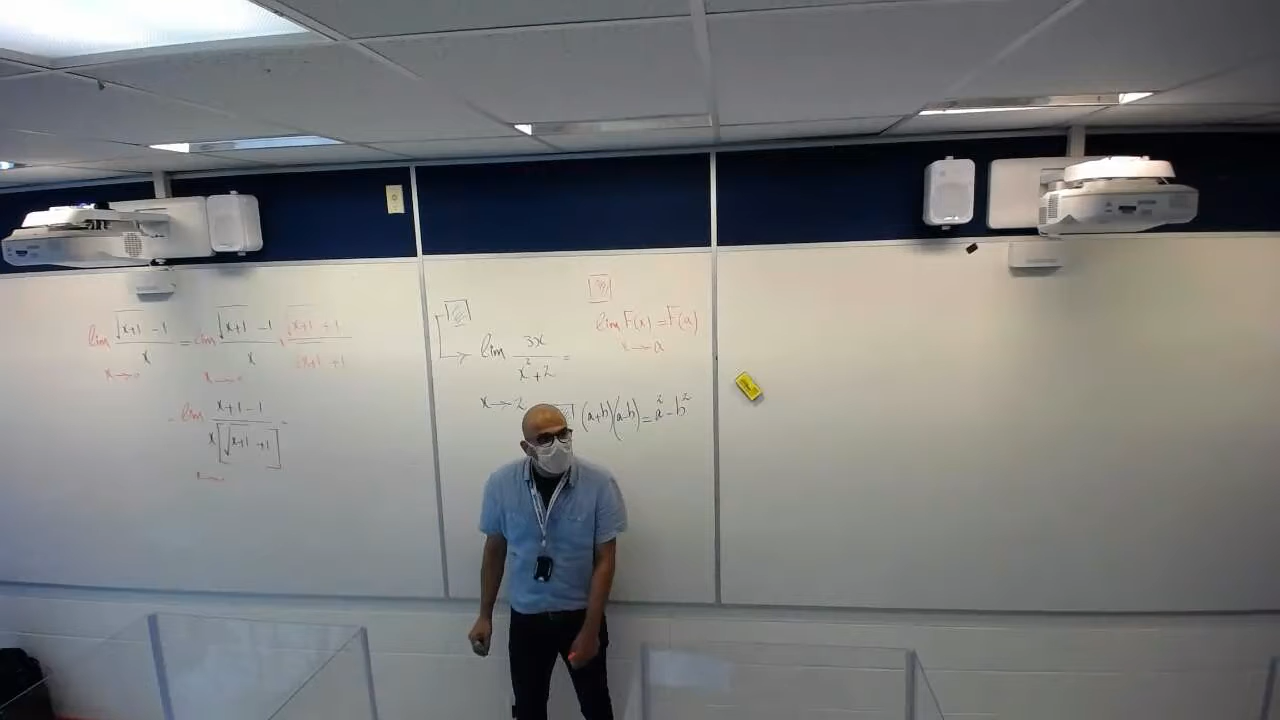 lim √x+1 - 1 / x = lim √x+1 - 1 / x × √x+1 + 1 / √x+1 + 1
x→0 x→0
= lim x+1-1 / x[√x+1 + 1] =
x→
lim F(x) = F(a)
x→a
lim 3x / x² + 2 =
x→2
(a+b)(a-b) = a² - b²